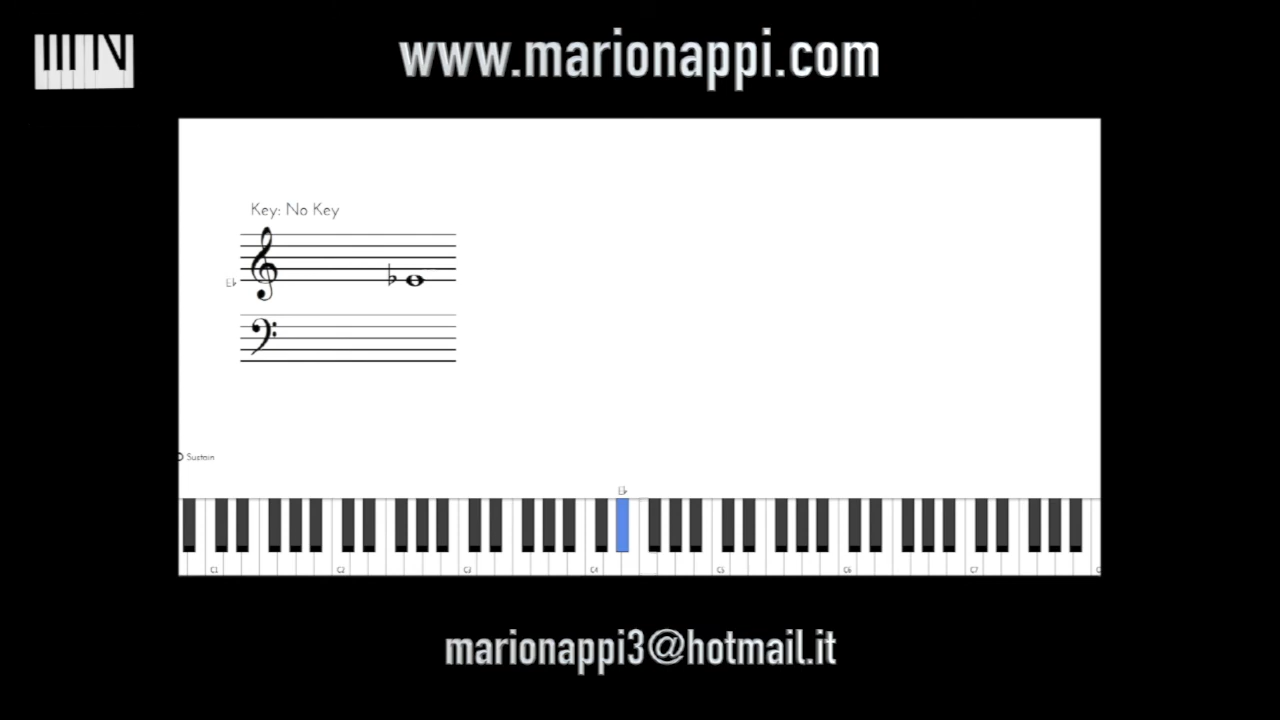 www.marionappi.com
Key: No Key
E♭
Sustain
E♭
C1 C2 C3 C4 C5 C6 C7
marionappi3@hotmail.it